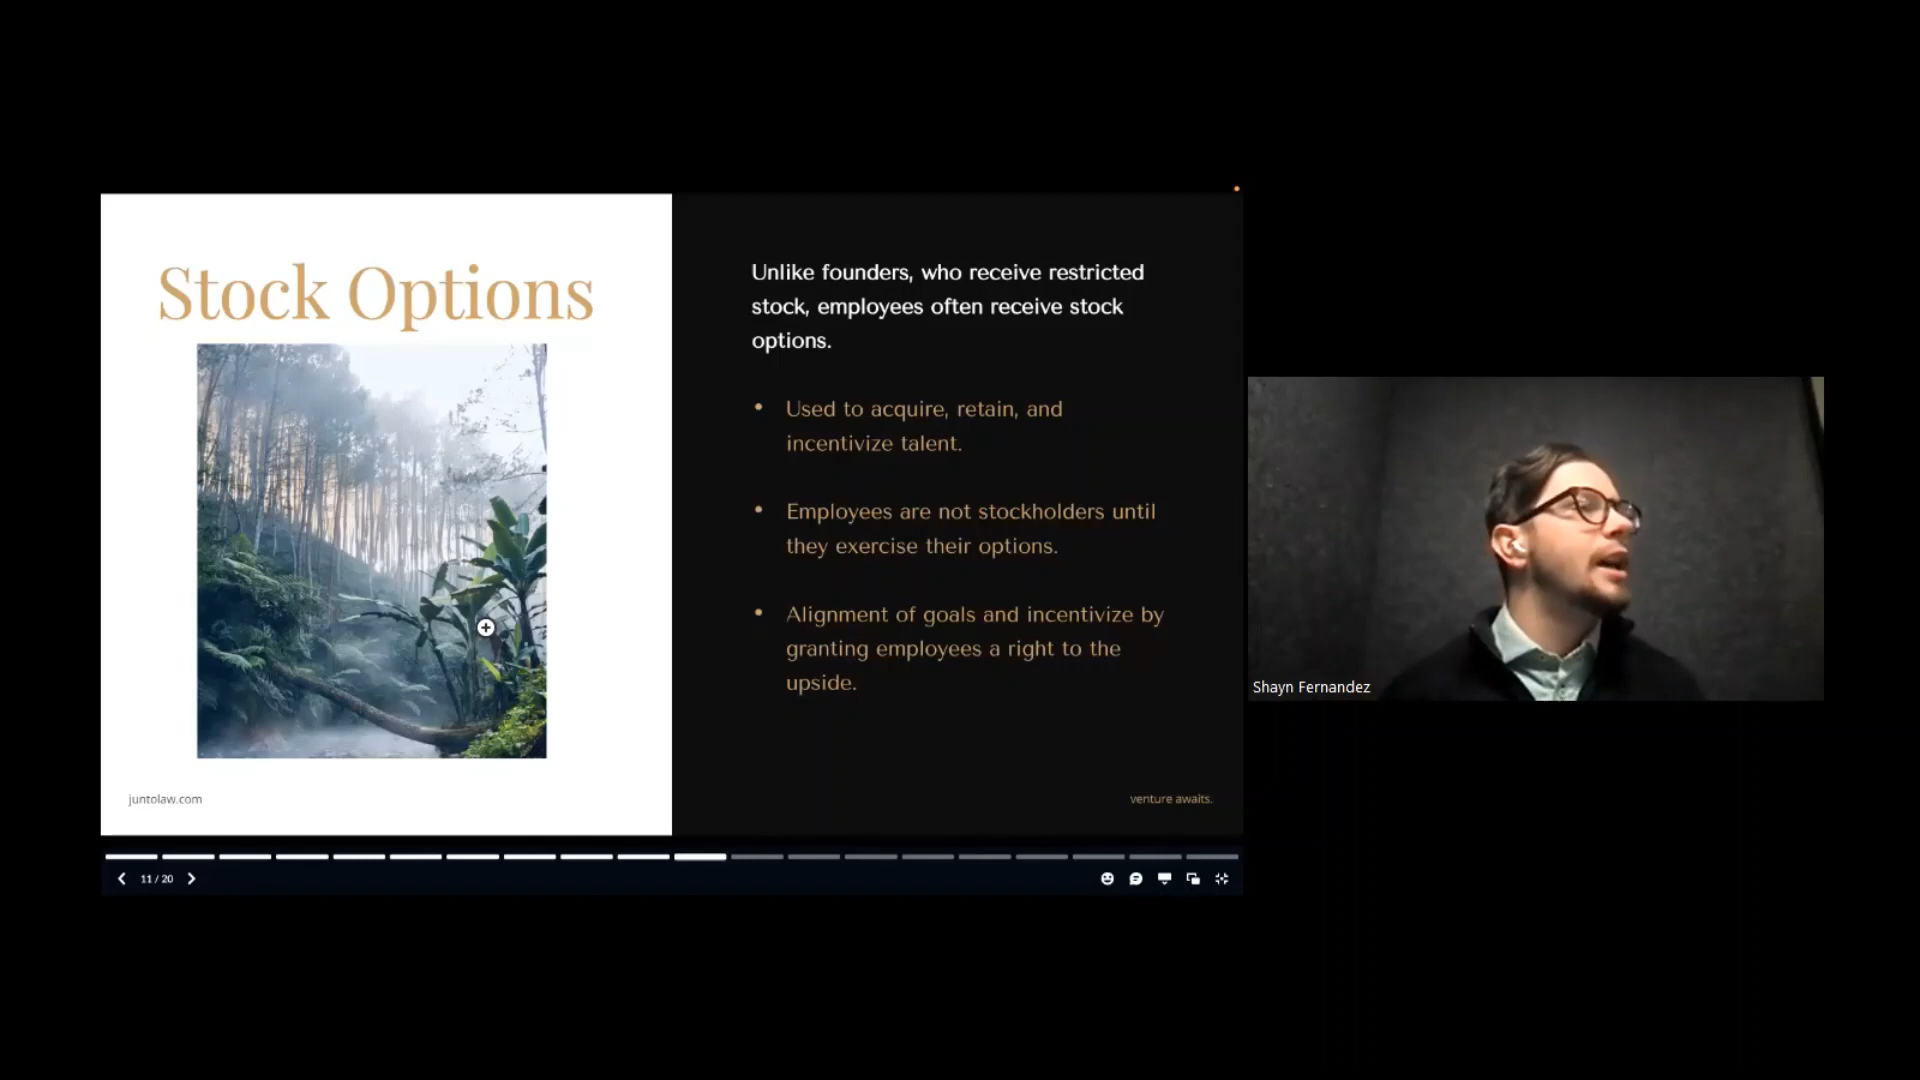 Stock Options
juntolaw.com
Unlike founders, who receive restricted
stock, employees often receive stock
options.
• Used to acquire, retain, and
incentivize talent.
• Employees are not stockholders until
they exercise their options.
• Alignment of goals and incentivize by
granting employees a right to the
upside.
venture awaits.
11 / 20
Shayn Fernandez